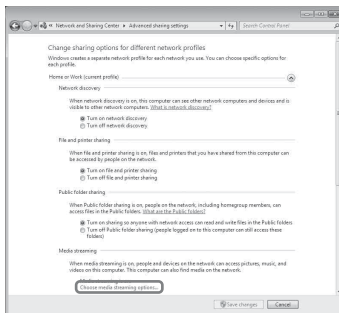 « Network and Sharing Center ▸ Advanced sharing settings
Search Control Panel
Change sharing options for different network profiles
Windows creates a separate network profile for each network you use. You can choose specific options for
each profile.
Home or Work (current profile)
Network discovery
When network discovery is on, this computer can see other network computers and devices and is
visible to other network computers. What is network discovery?
Turn on network discovery
Turn off network discovery
File and printer sharing
When file and printer sharing is on, files and printers that you have shared from this computer can
be accessed by people on the network.
Turn on file and printer sharing
Turn off file and printer sharing
Public folder sharing
When Public folder sharing is on, people on the network, including homegroup members, can
access files in the Public folders. What are the Public folders?
Turn on sharing so anyone with network access can read and write files in the Public folders
Turn off Public folder sharing (people logged on to this computer can still access these
folders)
Media streaming
When media streaming is on, people and devices on the network can access pictures, music, and
videos on this computer. This computer can also find media on the network.
Choose media streaming options...
Save changes
Cancel